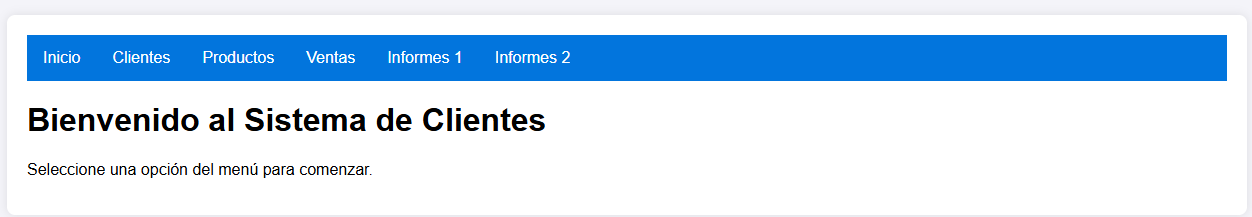 Inicio Clientes Productos Ventas Informes 1 Informes 2
Bienvenido al Sistema de Clientes
Seleccione una opción del menú para comenzar.